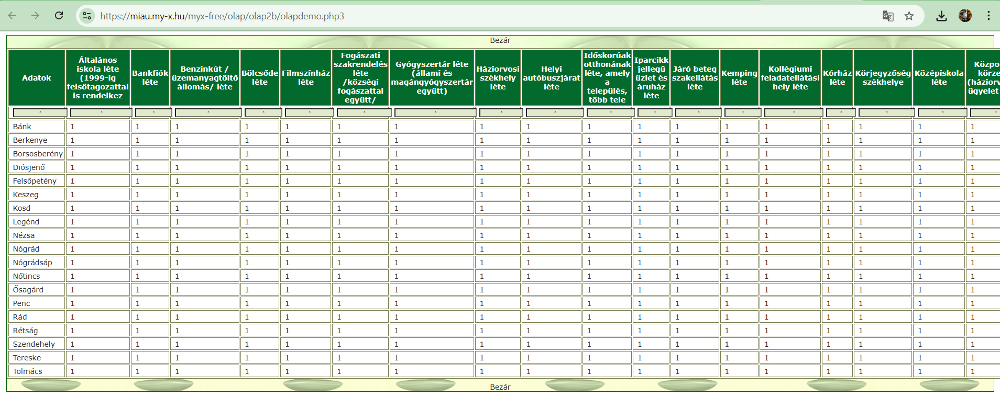 https://miau.my-x.hu/myx-free/olap/olap2b/olapdemo.php3
Bezár
Adatok	Általános iskola léte (1999-ig felsőtagozattal is rendelkez	Bankfiók léte	Benzinkút / üzemanyagtöltő állomás/ léte	Bölcsőde léte	Filmszínház léte	Fogászati szakrendelés léte /községi fogászattal együtt/	Gyógyszertár léte (állami és magángyógyszertár együtt)	Háziorvosi székhely léte	Helyi autóbuszjárat léte	Időskorúak otthonának léte, amely a település, több tele	Iparcikk jellegű üzlet és áruház léte	Járó beteg szakellátás léte	Kemping léte	Kollégiumi feladatellátási hely léte	Kórház léte	Körjegyzőség székhelye	Középiskola léte	Közpo körze (háziorv ügyelet
* * * * * * * * * * * * * * * * * * *
Bánk 1 1 1 1 1 1 1 1 1 1 1 1 1 1 1 1 1 1
Berkenye 1 1 1 1 1 1 1 1 1 1 1 1 1 1 1 1 1 1
Borsosberény 1 1 1 1 1 1 1 1 1 1 1 1 1 1 1 1 1 1
Diósjenő 1 1 1 1 1 1 1 1 1 1 1 1 1 1 1 1 1 1
Felsőpetény 1 1 1 1 1 1 1 1 1 1 1 1 1 1 1 1 1 1
Keszeg 1 1 1 1 1 1 1 1 1 1 1 1 1 1 1 1 1 1
Kosd 1 1 1 1 1 1 1 1 1 1 1 1 1 1 1 1 1 1
Legénd 1 1 1 1 1 1 1 1 1 1 1 1 1 1 1 1 1 1
Nézsa 1 1 1 1 1 1 1 1 1 1 1 1 1 1 1 1 1 1
Nógrád 1 1 1 1 1 1 1 1 1 1 1 1 1 1 1 1 1 1
Nógrádsáp 1 1 1 1 1 1 1 1 1 1 1 1 1 1 1 1 1 1
Nőtincs 1 1 1 1 1 1 1 1 1 1 1 1 1 1 1 1 1 1
Ősagárd 1 1 1 1 1 1 1 1 1 1 1 1 1 1 1 1 1 1
Penc 1 1 1 1 1 1 1 1 1 1 1 1 1 1 1 1 1 1
Rád 1 1 1 1 1 1 1 1 1 1 1 1 1 1 1 1 1 1
Rétság 1 1 1 1 1 1 1 1 1 1 1 1 1 1 1 1 1 1
Szendehely 1 1 1 1 1 1 1 1 1 1 1 1 1 1 1 1 1 1
Tereske 1 1 1 1 1 1 1 1 1 1 1 1 1 1 1 1 1 1
Tolmács 1 1 1 1 1 1 1 1 1 1 1 1 1 1 1 1 1 1
Bezár